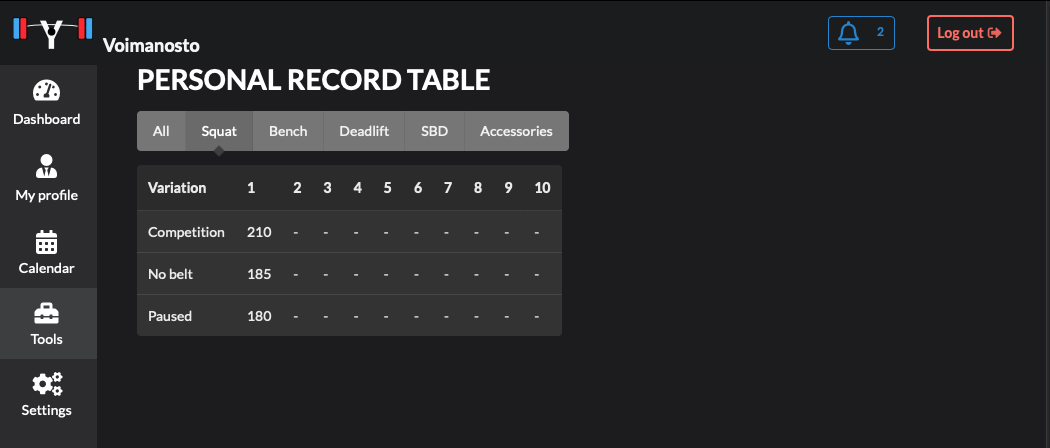 Voimanosto
2
Log out
PERSONAL RECORD TABLE
Dashboard
My profile
Calendar
Tools
Settings
All Squat Bench Deadlift SBD Accessories
Variation 1 2 3 4 5 6 7 8 9 10
Competition 210 - - - - - - - - -
No belt 185 - - - - - - - - -
Paused 180 - - - - - - - - -